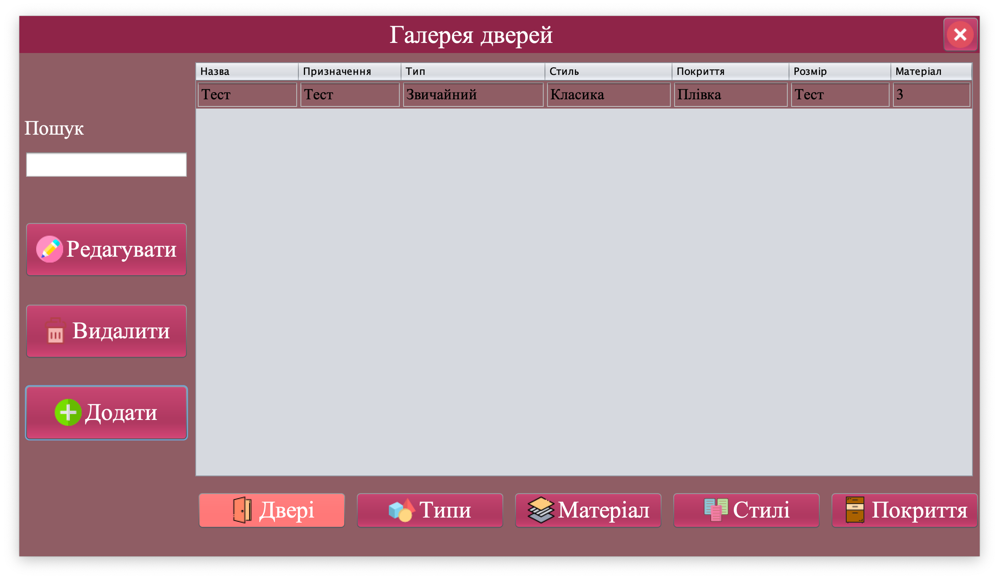 Галерея дверей
Назва Призначення Тип Стиль Покриття Розмір Матеріал
Тест Тест Звичайний Класика Плівка Тест 3
Пошук
Редагувати
Видалити
Додати
Двері Типи Матеріал Стилі Покриття